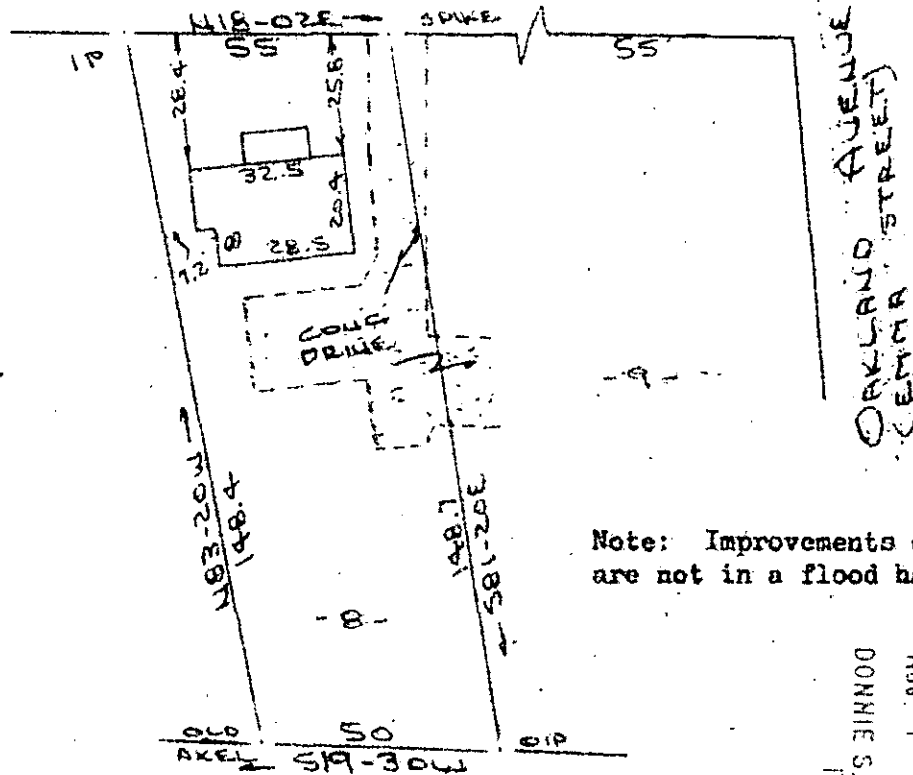 N18-02E
SPIKE
IP
55
55
28.4
25.8
OAKLAND AVENUE
(EMMA STREET)
32.5
20.4
8
28.5
7.2
CONC
DRIVE
-9-
N83-20W
148.4
148.7
S81-20E
Note: Improvements
are not in a flood
-8-
DONNIE S.
OLD
AXEL
50
OIP
S19-30W